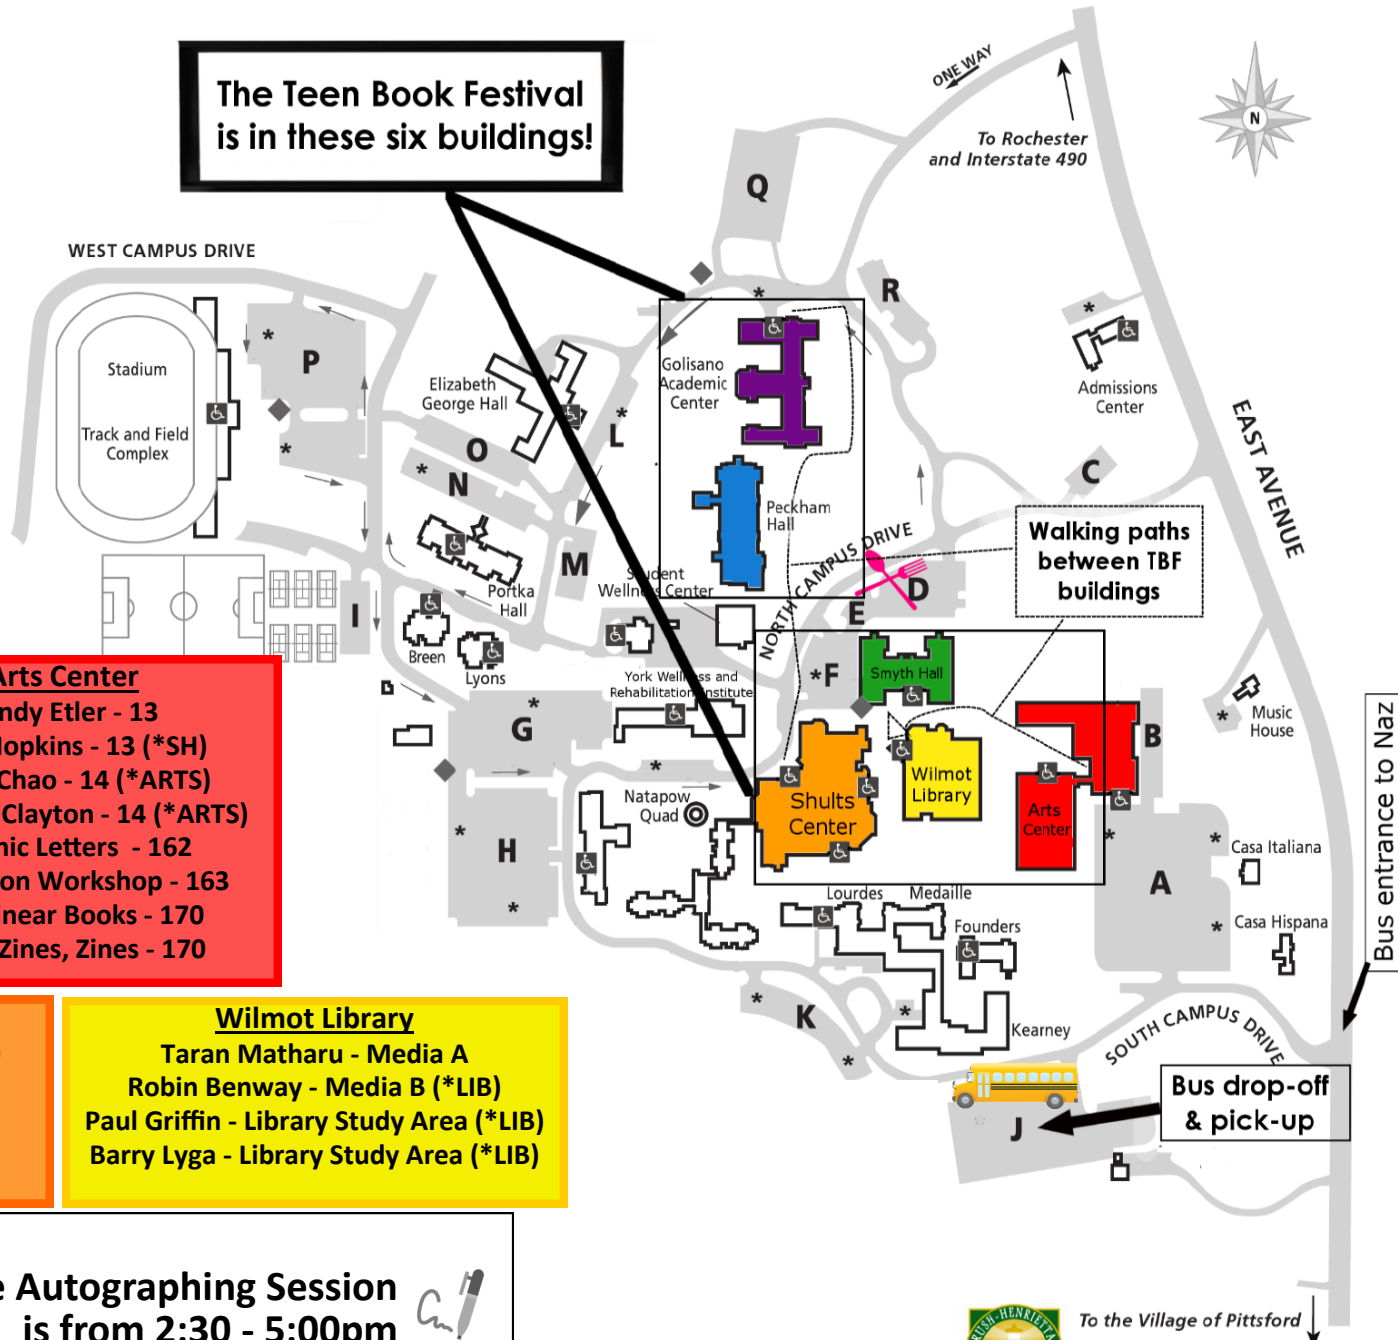 The Teen Book Festival
is in these six buildings!
ONE WAY
To Rochester
and Interstate 490
N
Q
WEST CAMPUS DRIVE
R
*
*
Stadium
Track and Field
Complex
*
P
*
Elizabeth
George Hall
L
*
Golisano
Academic
Center
Admissions
Center
EAST AVENUE
O
*
N
C
Peckham
Hall
NORTH CAMPUS DRIVE
Walking paths
between TBF
buildings
M
Portka
Hall
Student
Wellness Center
D
E
I
Breen
Lyons
*F
Smyth Hall
York Wellness and
Rehabilitation Institute
*
G
*
B
*
Music
House
Bus entrance to Naz
Natapow
Quad
Shults
Center
Wilmot
Library
Arts
Center
*
H
*
*
*
A
*
Casa Italiana
Casa Hispana
Lourdes
Medaille
Founders
Kearney
*
K
*
*
SOUTH CAMPUS DRIVE
J
Bus drop-off
& pick-up
Arts Center
ndy Etler - 13
Hopkins - 13 (*SH)
Chao - 14 (*ARTS)
Clayton - 14 (*ARTS)
nic Letters - 162
on Workshop - 163
near Books - 170
Zines, Zines - 170
Wilmot Library
Taran Matharu - Media A
Robin Benway - Media B (*LIB)
Paul Griffin - Library Study Area (*LIB)
Barry Lyga - Library Study Area (*LIB)
e Autographing Session
is from 2:30 - 5:00pm
RUSH-HENRIETTA
To the Village of Pittsford